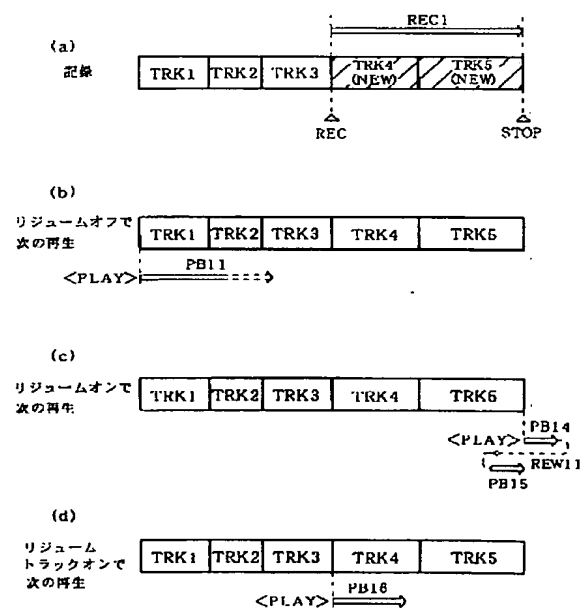 REC1
(a)
記録
TRK1 TRK2 TRK3 TRK4 (NEW) TRK5 (NEW)
REC STOP
(b)
リジュームオフで
次の再生
TRK1 TRK2 TRK3 TRK4 TRK5
<PLAY> PB11
(c)
リジュームオンで
次の再生
TRK1 TRK2 TRK3 TRK4 TRK5
<PLAY> PB14
REW11
PB15
(d)
リジューム
トラックオンで
次の再生
TRK1 TRK2 TRK3 TRK4 TRK5
<PLAY> PB16